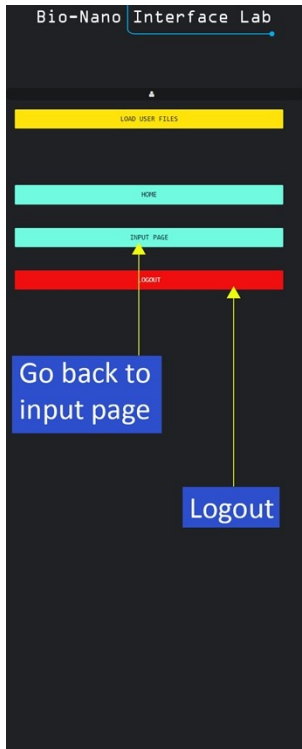 Bio-Nano Interface Lab
LOAD USER FILES
HOME
INPUT PAGE
LOGOUT
Go back to
input page
Logout